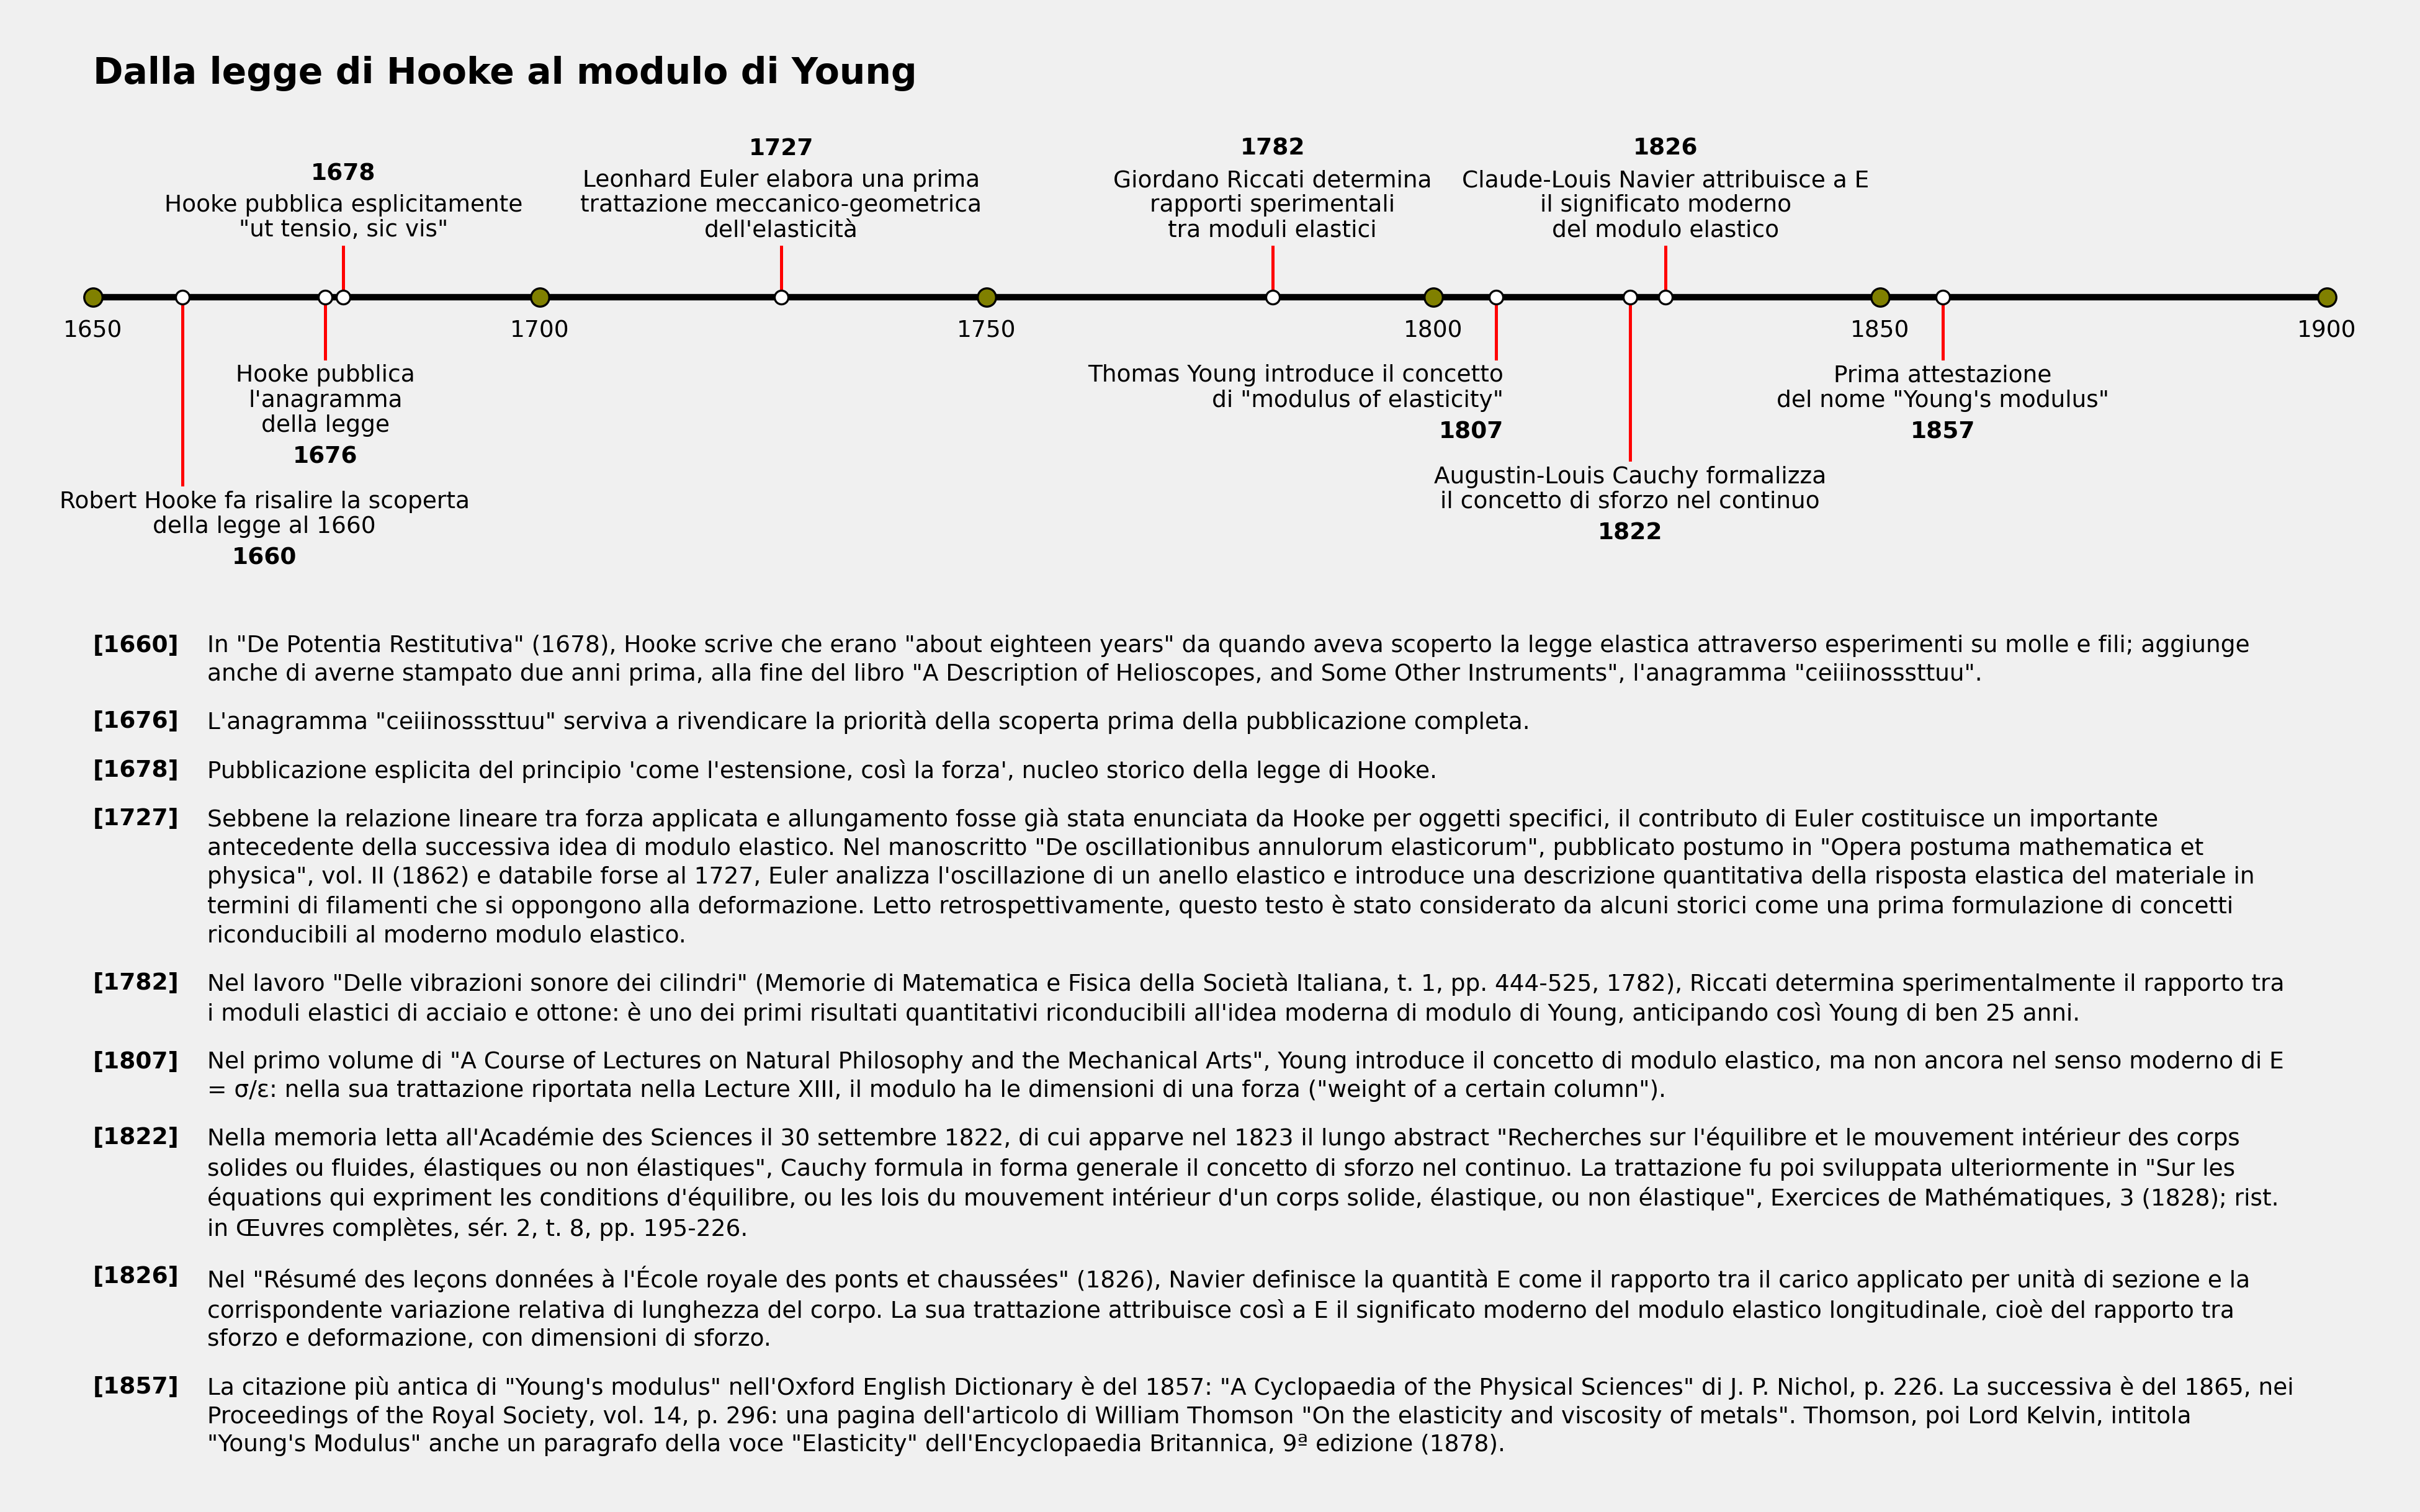 Dalla legge di Hooke al modulo di Young
1678
Hooke pubblica esplicitamente
"ut tensio, sic vis"
1727
Leonhard Euler elabora una prima
trattazione meccanico-geometrica
dell'elasticità
1782
Giordano Riccati determina
rapporti sperimentali
tra moduli elastici
1826
Claude-Louis Navier attribuisce a E
il significato moderno
del modulo elastico
1650
1700
1750
1800
1850
1900
Hooke pubblica
l'anagramma
della legge
1676
Robert Hooke fa risalire la scoperta
della legge al 1660
1660
Thomas Young introduce il concetto
di "modulus of elasticity"
1807
Augustin-Louis Cauchy formalizza
il concetto di sforzo nel continuo
1822
Prima attestazione
del nome "Young's modulus"
1857
[1660] In "De Potentia Restitutiva" (1678), Hooke scrive che erano "about eighteen years" da quando aveva scoperto la legge elastica attraverso esperimenti su molle e fili; aggiunge
anche di averne stampato due anni prima, alla fine del libro "A Description of Helioscopes, and Some Other Instruments", l'anagramma "ceiiinosssttuu".
[1676] L'anagramma "ceiiinosssttuu" serviva a rivendicare la priorità della scoperta prima della pubblicazione completa.
[1678] Pubblicazione esplicita del principio 'come l'estensione, così la forza', nucleo storico della legge di Hooke.
[1727] Sebbene la relazione lineare tra forza applicata e allungamento fosse già stata enunciata da Hooke per oggetti specifici, il contributo di Euler costituisce un importante
antecedente della successiva idea di modulo elastico. Nel manoscritto "De oscillationibus annulorum elasticorum", pubblicato postumo in "Opera postuma mathematica et
physica", vol. II (1862) e databile forse al 1727, Euler analizza l'oscillazione di un anello elastico e introduce una descrizione quantitativa della risposta elastica del materiale in
termini di filamenti che si oppongono alla deformazione. Letto retrospettivamente, questo testo è stato considerato da alcuni storici come una prima formulazione di concetti
riconducibili al moderno modulo elastico.
[1782] Nel lavoro "Delle vibrazioni sonore dei cilindri" (Memorie di Matematica e Fisica della Società Italiana, t. 1, pp. 444-525, 1782), Riccati determina sperimentalmente il rapporto tra
i moduli elastici di acciaio e ottone: è uno dei primi risultati quantitativi riconducibili all'idea moderna di modulo di Young, anticipando così Young di ben 25 anni.
[1807] Nel primo volume di "A Course of Lectures on Natural Philosophy and the Mechanical Arts", Young introduce il concetto di modulo elastico, ma non ancora nel senso moderno di E
= σ/ε: nella sua trattazione riportata nella Lecture XIII, il modulo ha le dimensioni di una forza ("weight of a certain column").
[1822] Nella memoria letta all'Académie des Sciences il 30 settembre 1822, di cui apparve nel 1823 il lungo abstract "Recherches sur l'équilibre et le mouvement intérieur des corps
solides ou fluides, élastiques ou non élastiques", Cauchy formula in forma generale il concetto di sforzo nel continuo. La trattazione fu poi sviluppata ulteriormente in "Sur les
équations qui expriment les conditions d'équilibre, ou les lois du mouvement intérieur d'un corps solide, élastique, ou non élastique", Exercices de Mathématiques, 3 (1828); rist.
in Œuvres complètes, sér. 2, t. 8, pp. 195-226.
[1826] Nel "Résumé des leçons données à l'École royale des ponts et chaussées" (1826), Navier definisce la quantità E come il rapporto tra il carico applicato per unità di sezione e la
corrispondente variazione relativa di lunghezza del corpo. La sua trattazione attribuisce così a E il significato moderno del modulo elastico longitudinale, cioè del rapporto tra
sforzo e deformazione, con dimensioni di sforzo.
[1857] La citazione più antica di "Young's modulus" nell'Oxford English Dictionary è del 1857: "A Cyclopaedia of the Physical Sciences" di J. P. Nichol, p. 226. La successiva è del 1865, nei
Proceedings of the Royal Society, vol. 14, p. 296: una pagina dell'articolo di William Thomson "On the elasticity and viscosity of metals". Thomson, poi Lord Kelvin, intitola
"Young's Modulus" anche un paragrafo della voce "Elasticity" dell'Encyclopaedia Britannica, 9ª edizione (1878).